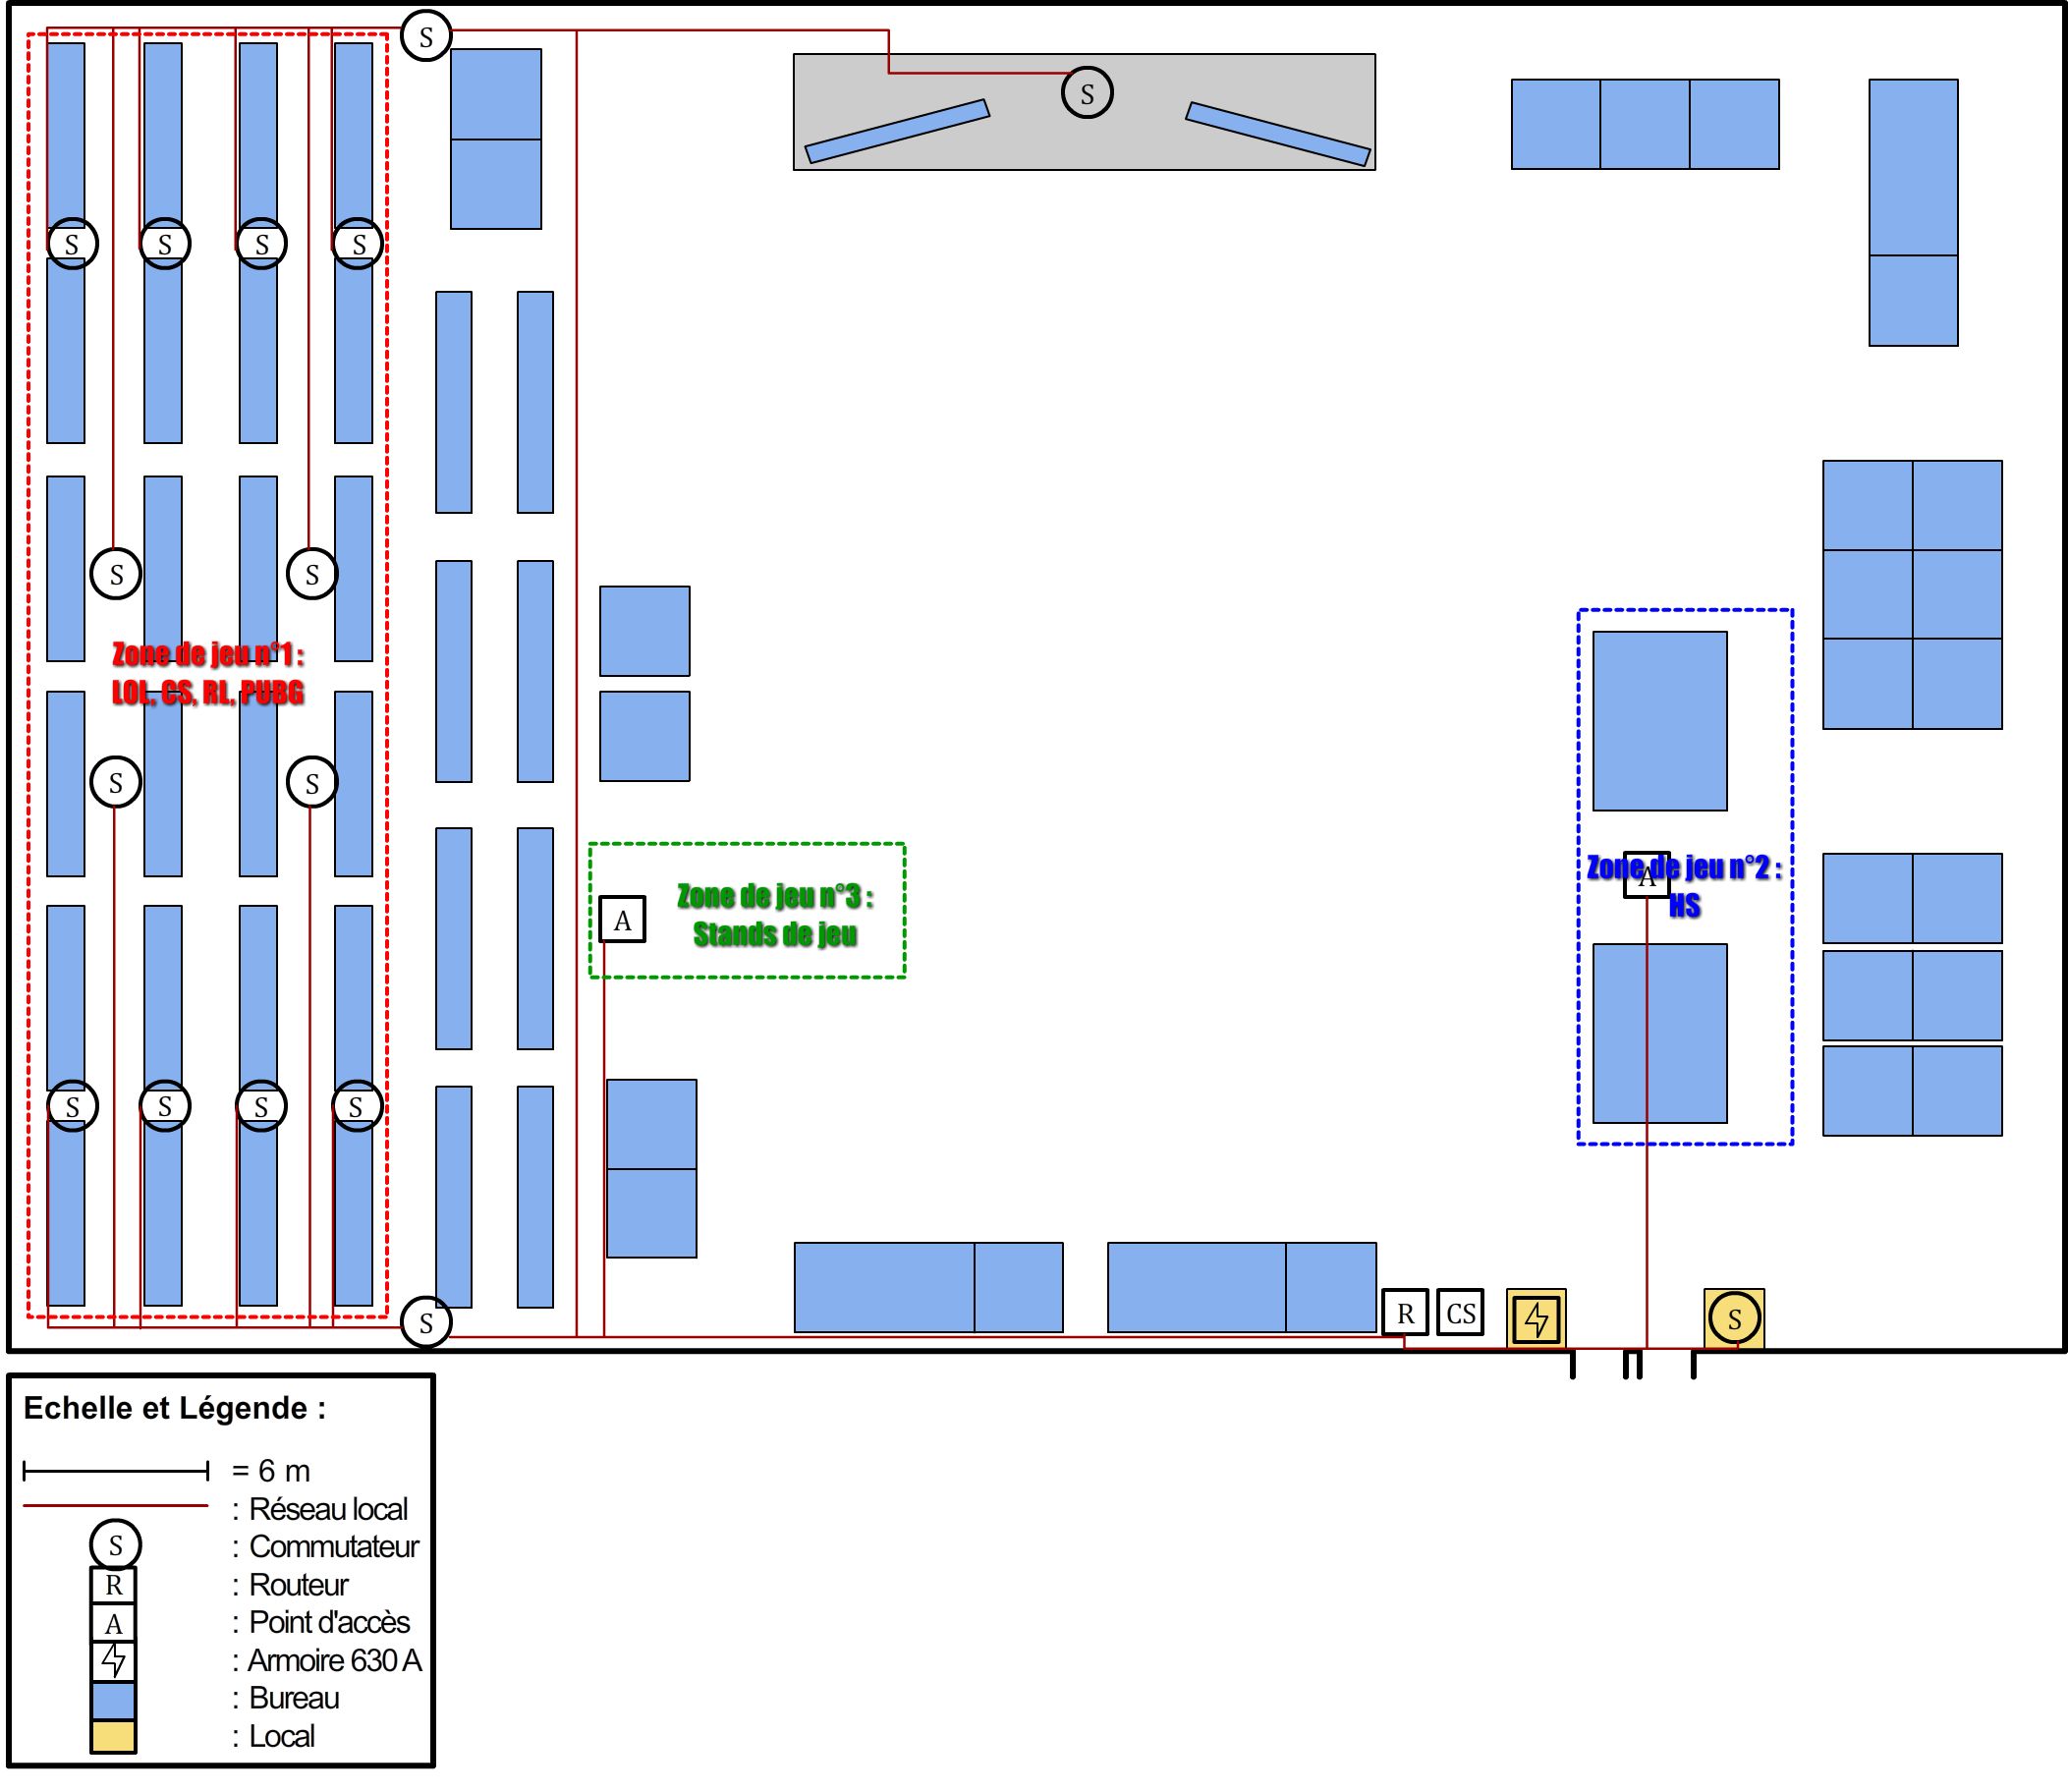 S
S
S
S
S
S
S
S
Zone de jeu n°1 :
LOL, CS, RL, PUBG
S
S
A
Zone de jeu n°3 :
Stands de jeu
Zone de jeu n°2 :
A
HS
S
S
S
S
S
R
CS
S
Echelle et Légende :
= 6 m
: Réseau local
S
: Commutateur
R
: Routeur
A
: Point d'accès
: Armoire 630 A
: Bureau
: Local